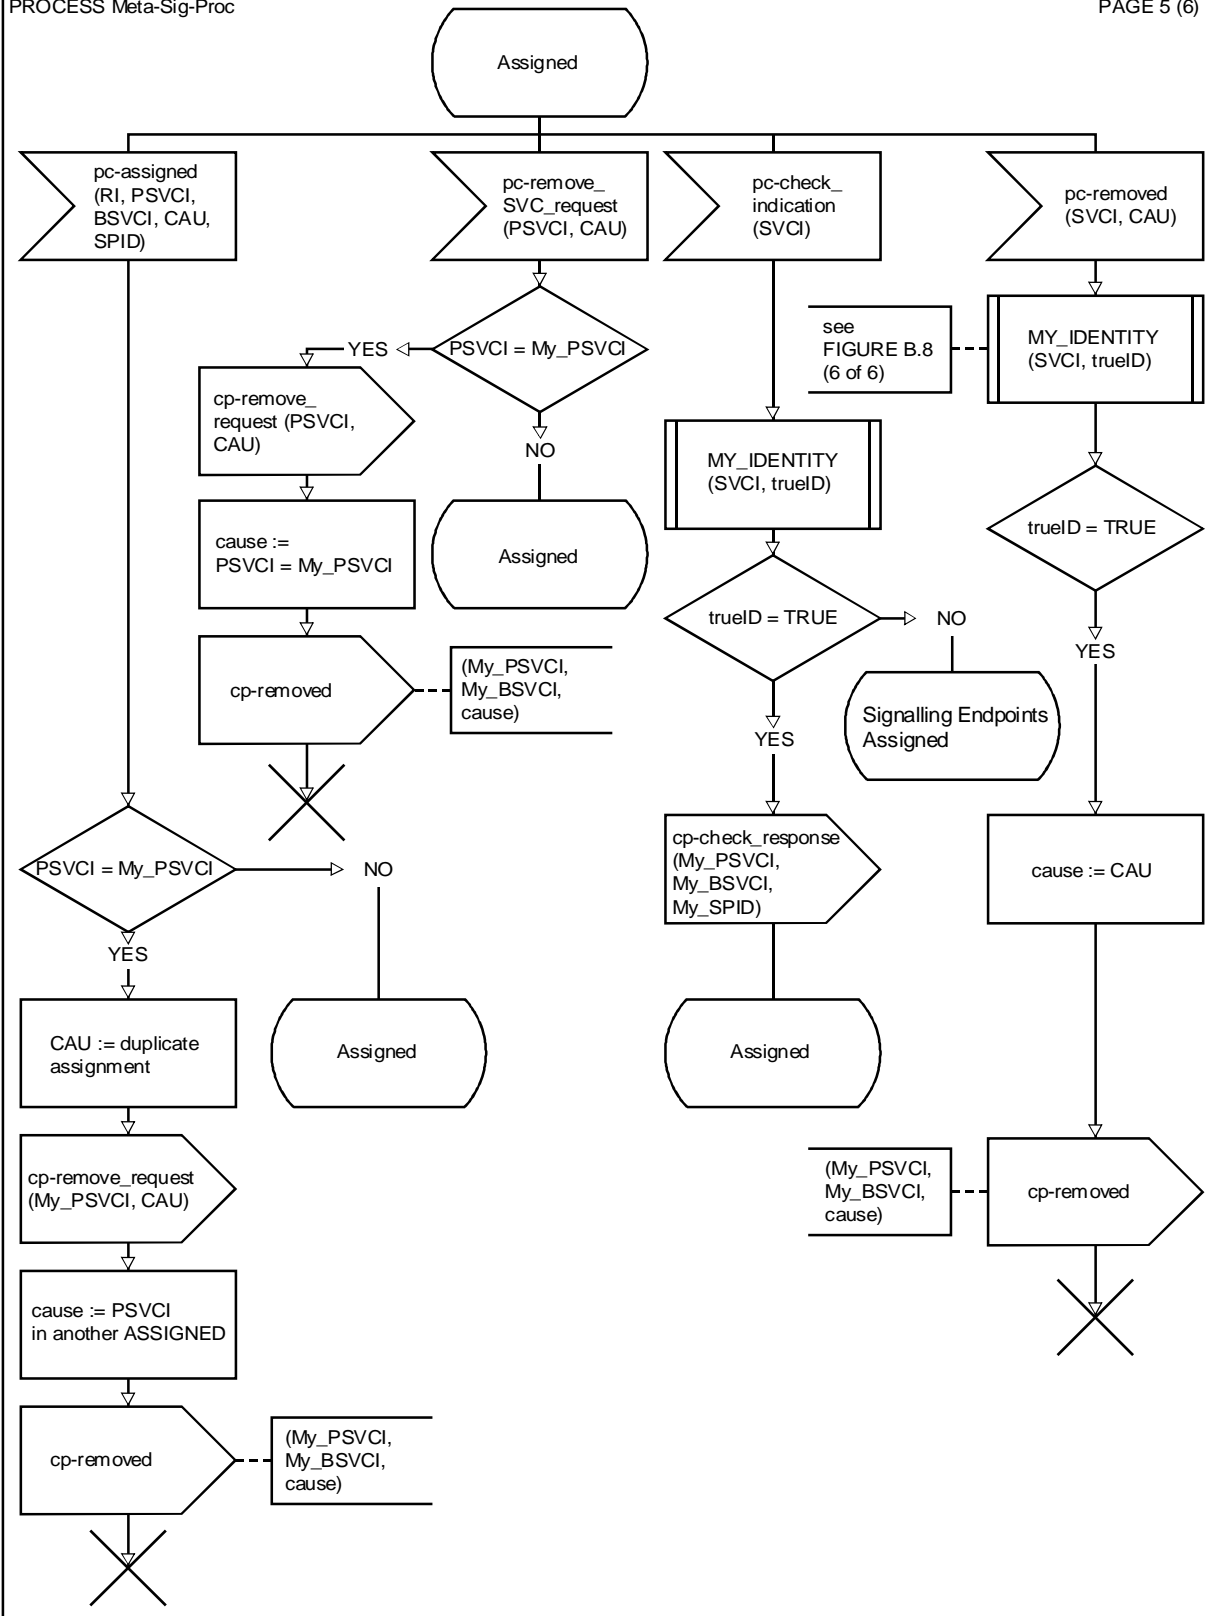 PROCESS Meta-Sig-Proc
PAGE 5 (6)
Assigned
pc-assigned
(RI, PSVCI,
BSVCI, CAU,
SPID)
pc-remove_
SVC_request
(PSVCI, CAU)
pc-check_
indication
(SVCI)
pc-removed
(SVCI, CAU)
PSVCI = My_PSVCI
YES
NO
see
FIGURE B.8
(6 of 6)
MY_IDENTITY
(SVCI, trueID)
cp-remove_
request (PSVCI,
CAU)
MY_IDENTITY
(SVCI, trueID)
cause :=
PSVCI = My_PSVCI
Assigned
trueID = TRUE
YES
trueID = TRUE
NO
YES
cp-removed
(My_PSVCI,
My_BSVCI,
cause)
Signalling Endpoints
Assigned
PSVCI = My_PSVCI
NO
YES
cp-check_response
(My_PSVCI,
My_BSVCI,
My_SPID)
cause := CAU
CAU := duplicate
assignment
Assigned
Assigned
cp-remove_request
(My_PSVCI, CAU)
(My_PSVCI,
My_BSVCI,
cause)
cp-removed
cause := PSVCI
in another ASSIGNED
cp-removed
(My_PSVCI,
My_BSVCI,
cause)